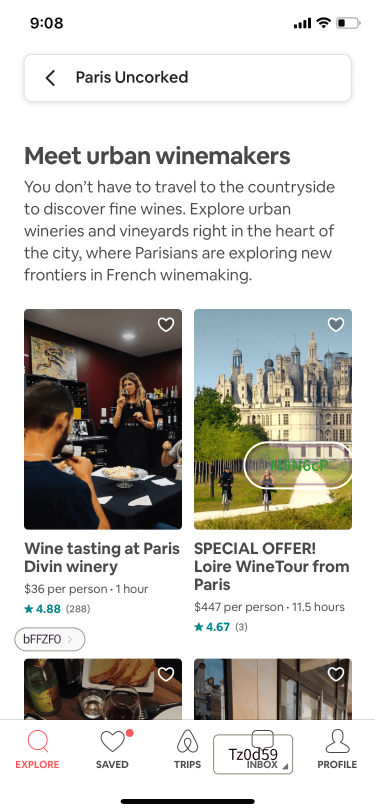 9:08
Paris Uncorked
Meet urban winemakers
You don’t have to travel to the countryside
to discover fine wines. Explore urban
wineries and vineyards right in the heart of
the city, where Parisians are exploring new
frontiers in French winemaking.
Wine tasting at Paris
Divin winery
$36 per person · 1 hour
★ 4.88 (288)
SPECIAL OFFER!
Loire WineTour from
Paris
$447 per person · 11.5 hours
★ 4.67 (3)
bFFZF0
Tz0d59
EXPLORE
SAVED
TRIPS
INBOX
PROFILE